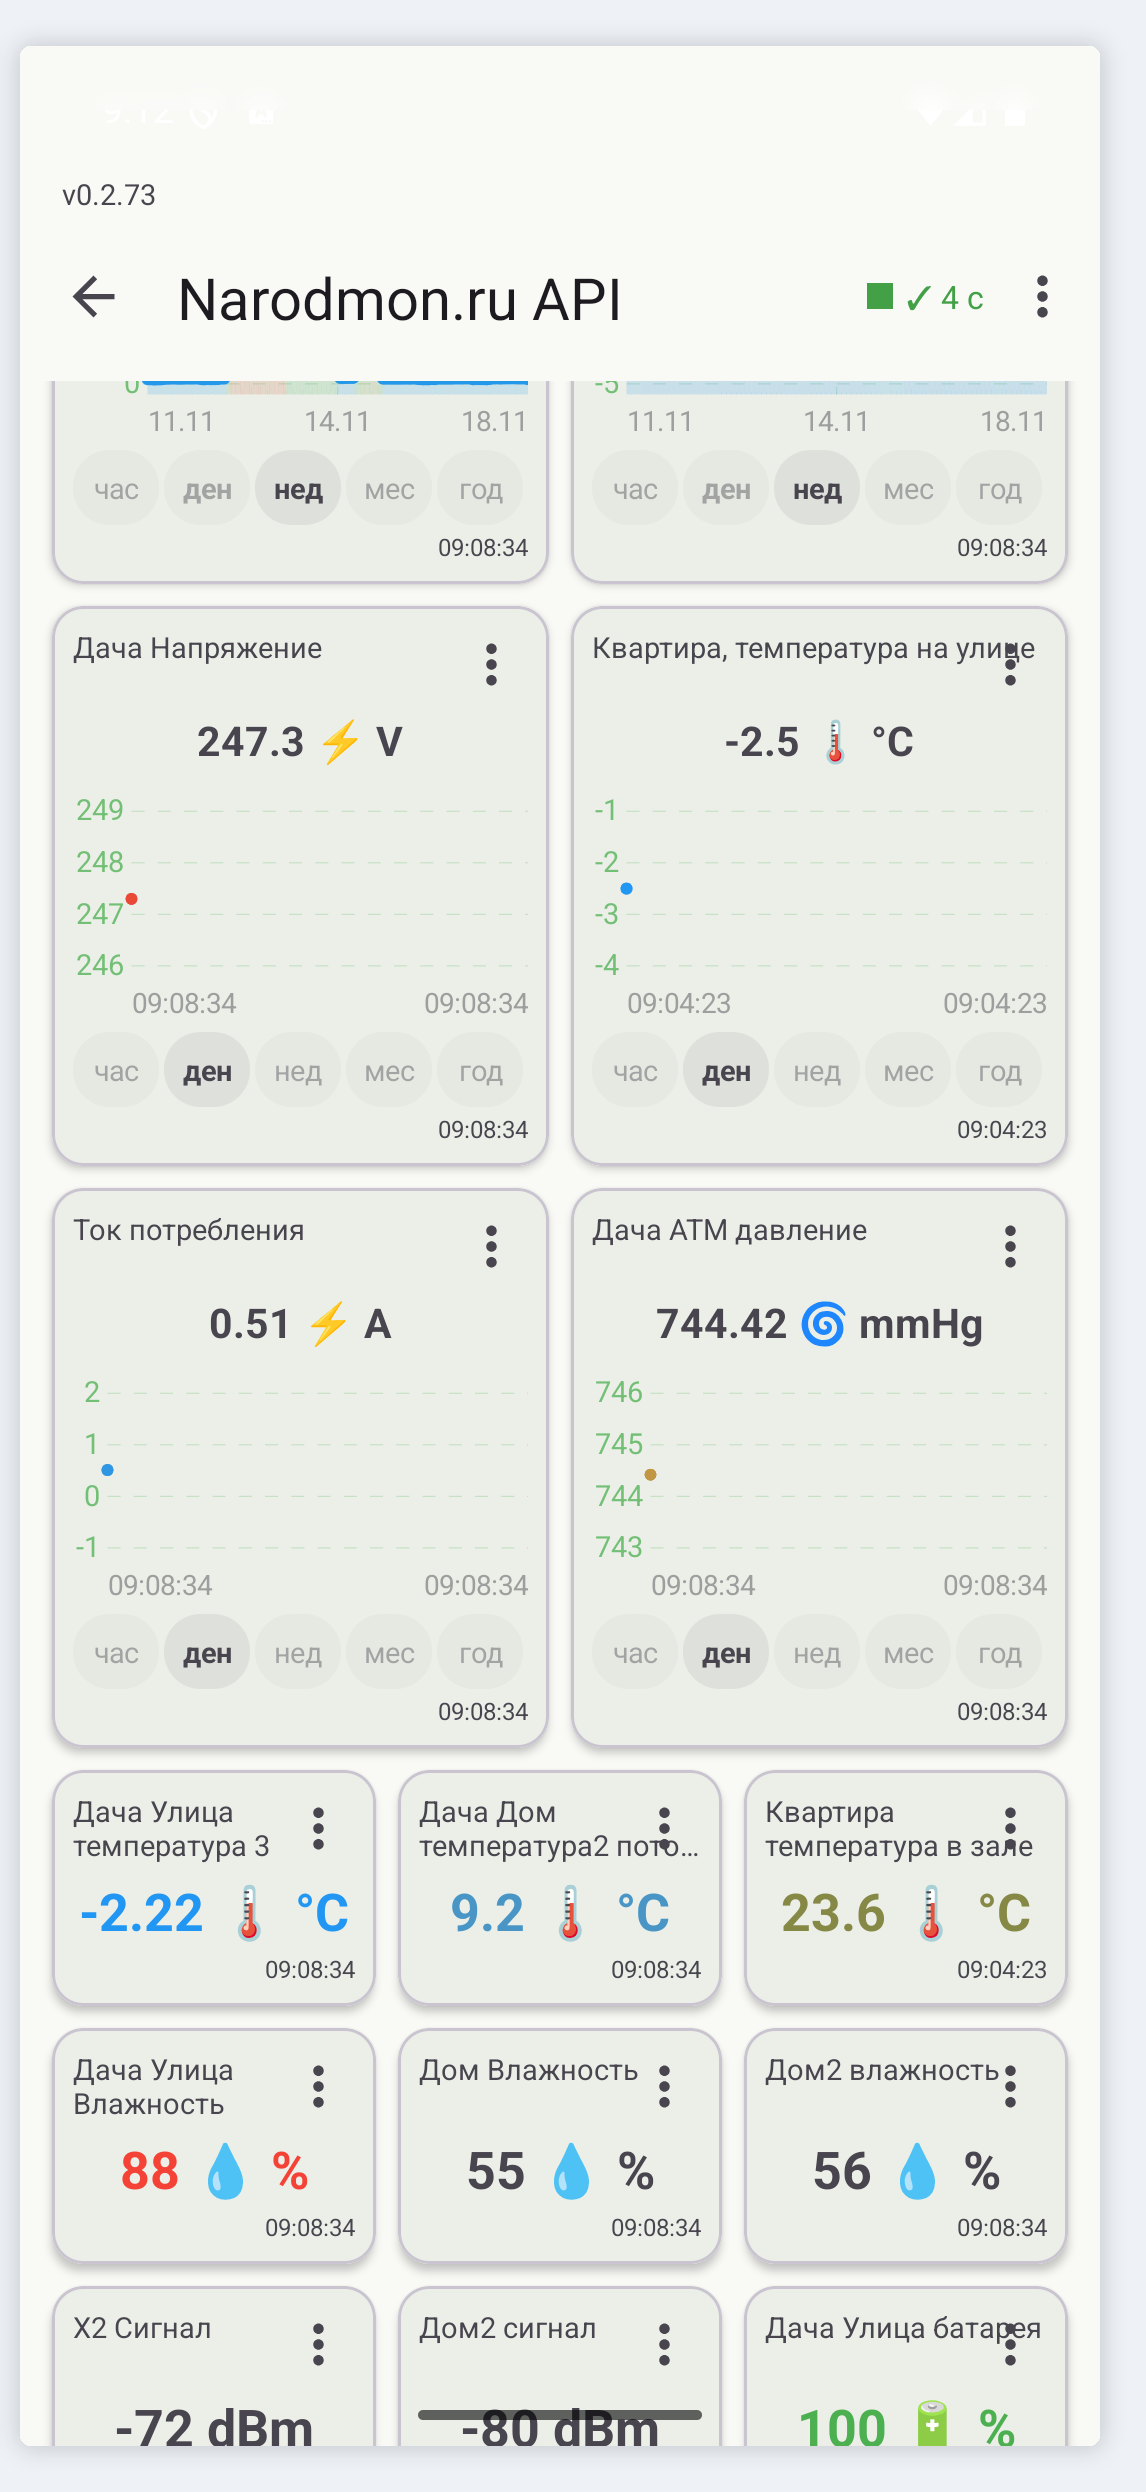 9:12
v0.2.73
Narodmon.ru API
✓ 4 с
0
11.11 14.11 18.11
час ден нед мес год
09:08:34
-5
11.11 14.11 18.11
час ден нед мес год
09:08:34
Дача Напряжение
247.3 ⚡ V
249
248
247
246
09:08:34 09:08:34
час ден нед мес год
09:08:34
Квартира, температура на улице
-2.5 🌡️ °C
-1
-2
-3
-4
09:04:23 09:04:23
час ден нед мес год
09:04:23
Ток потребления
0.51 ⚡ A
2
1
0
-1
09:08:34 09:08:34
час ден нед мес год
09:08:34
Дача АТМ давление
744.42 🌀 mmHg
746
745
744
743
09:08:34 09:08:34
час ден нед мес год
09:08:34
Дача Улица
температура 3
-2.22 🌡️ °C
09:08:34
Дача Дом
температура2 пото…
9.2 🌡️ °C
09:08:34
Квартира
температура в зале
23.6 🌡️ °C
09:04:23
Дача Улица
Влажность
88 💧 %
09:08:34
Дом Влажность
55 💧 %
09:08:34
Дом2 влажность
56 💧 %
09:08:34
X2 Сигнал
-72 dBm
Дом2 сигнал
-80 dBm
Дача Улица батарея
100 🔋 %